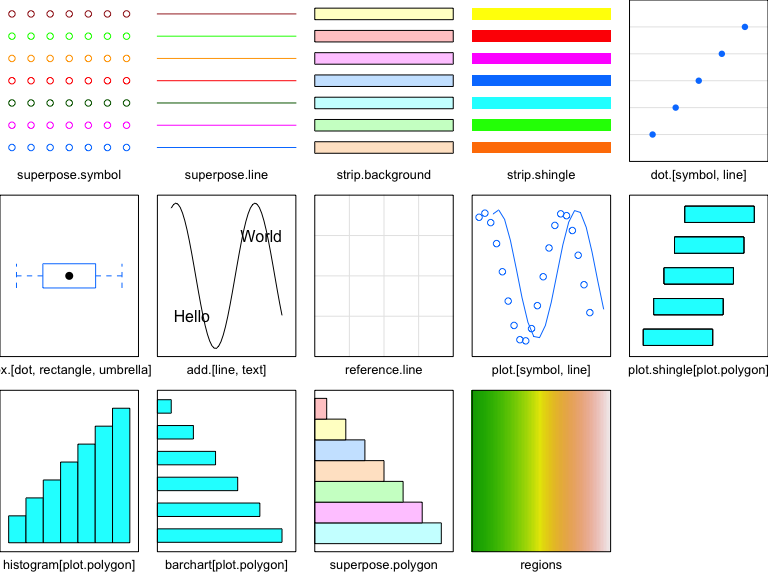 superpose.symbol
superpose.line
strip.background
strip.shingle
dot.[symbol, line]
World
Hello
x.[dot, rectangle, umbrella]
add.[line, text]
reference.line
plot.[symbol, line]
plot.shingle[plot.polygon]
histogram[plot.polygon]
barchart[plot.polygon]
superpose.polygon
regions